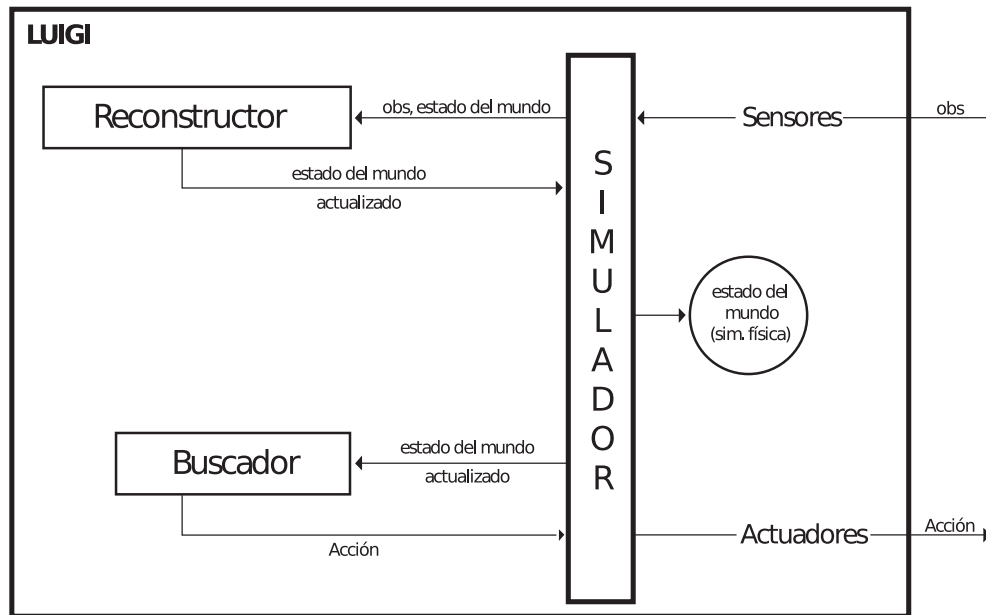 LUIGI
Reconstructor
obs, estado del mundo
Sensores
obs
estado del mundo
actualizado
S
I
M
U
L
A
D
O
R
estado del
mundo
(sim. física)
Buscador
estado del mundo
actualizado
Acción
Actuadores
Acción